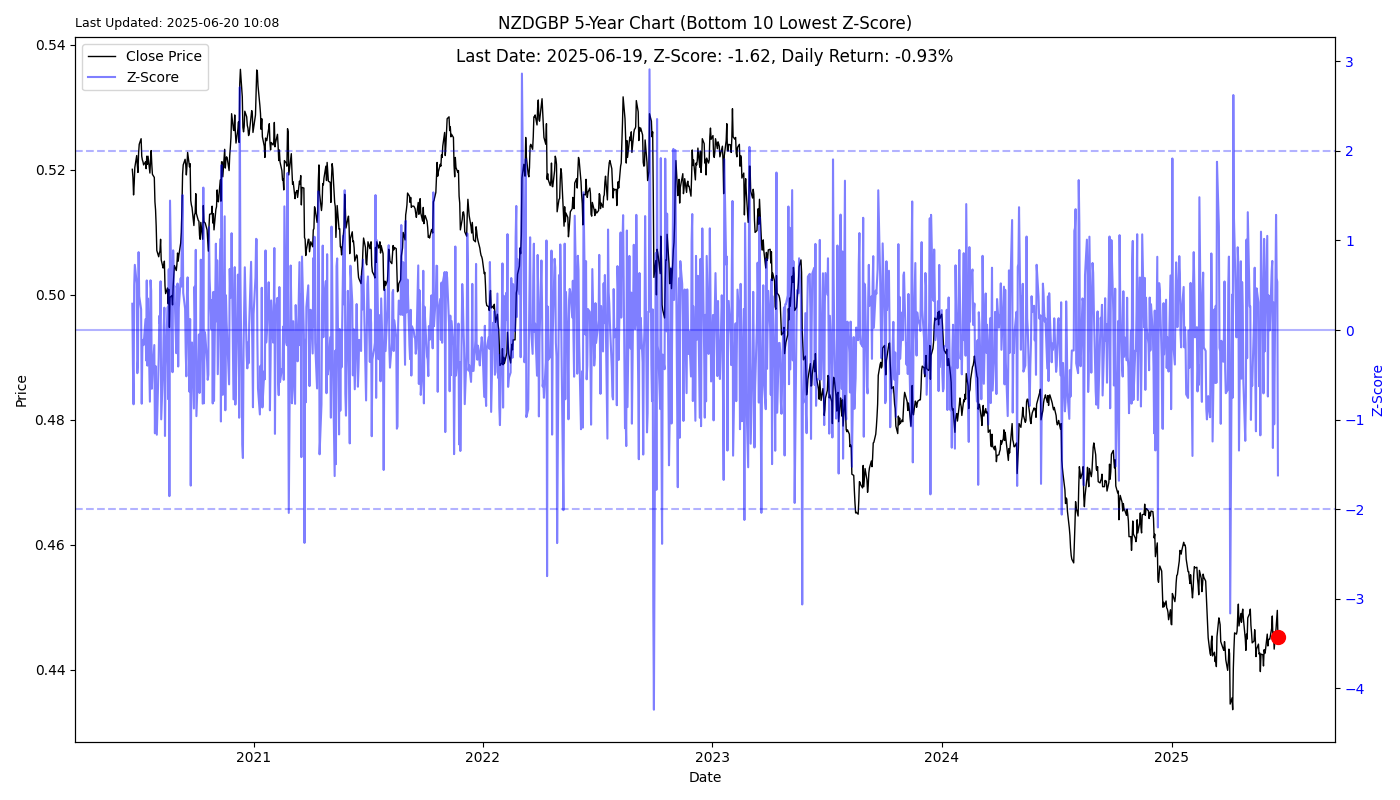 Last Updated: 2025-06-20 10:08
NZDGBP 5-Year Chart (Bottom 10 Lowest Z-Score)
Last Date: 2025-06-19, Z-Score: -1.62, Daily Return: -0.93%
Close Price
Z-Score
0.54
0.52
0.50
0.48
0.46
0.44
Price
3
2
1
0
−1
−2
−3
−4
Z-Score
2021
2022
2023
2024
2025
Date